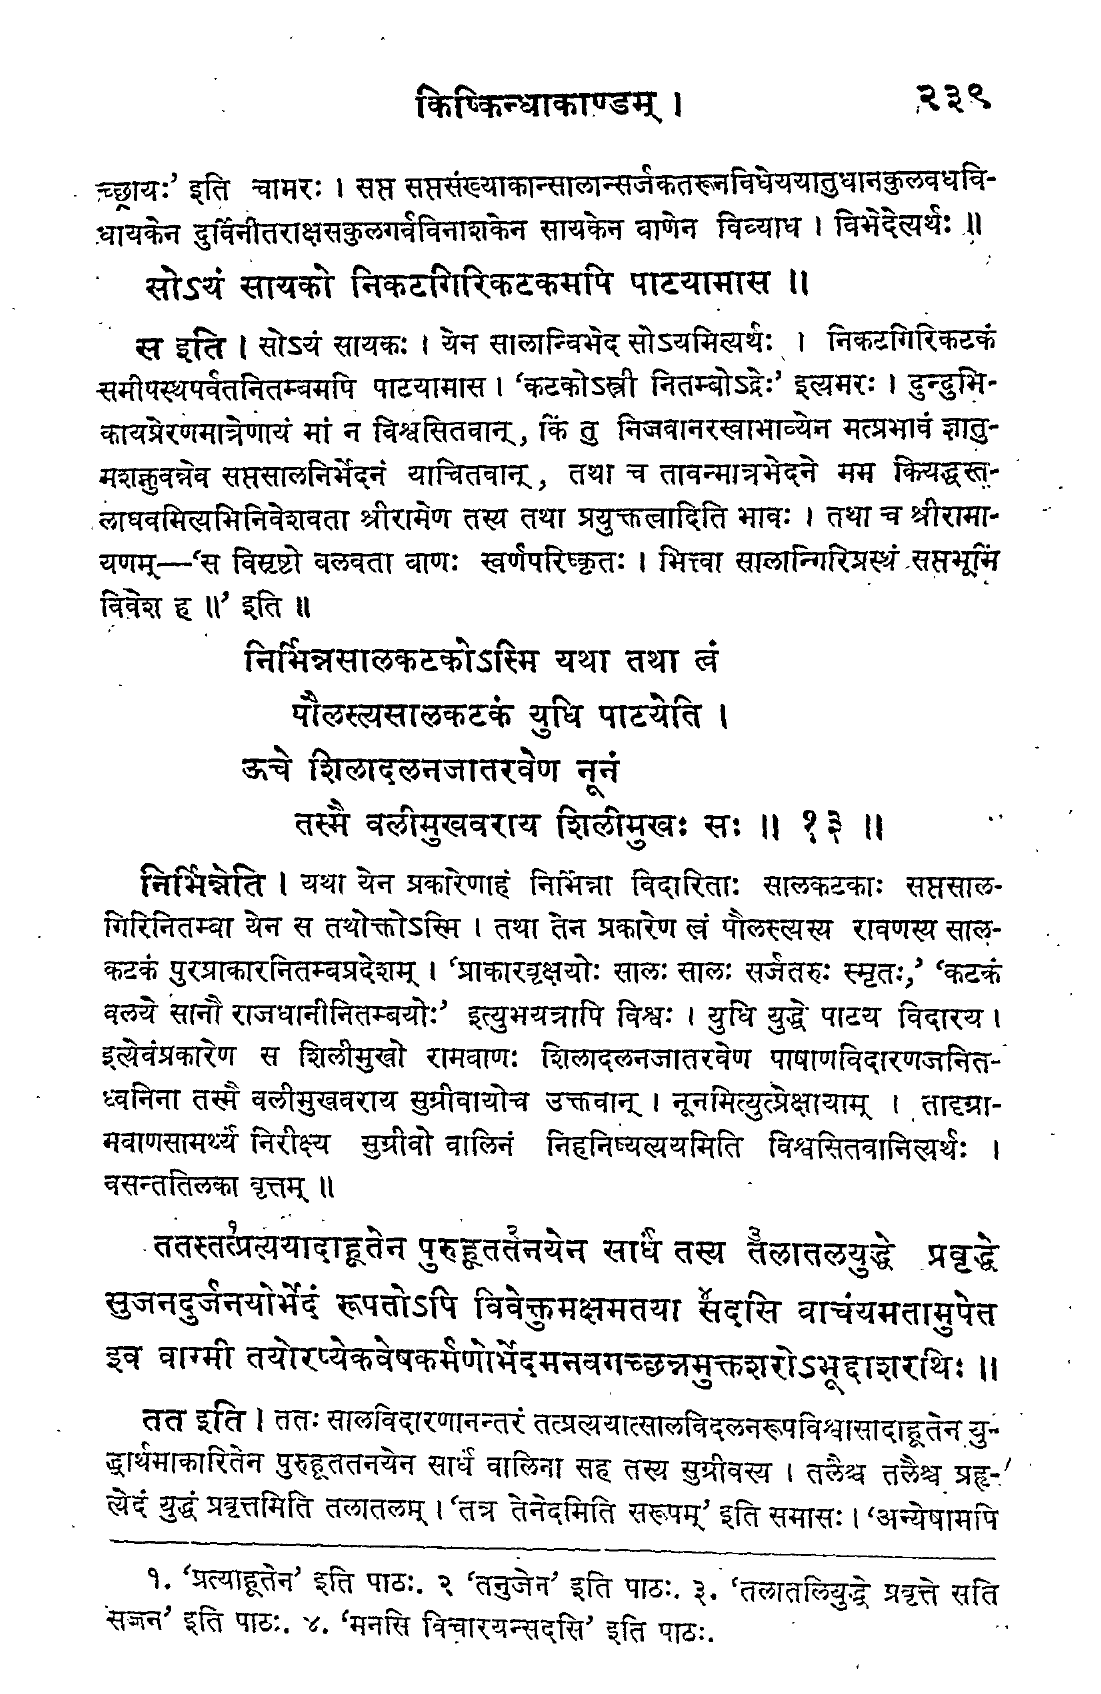 किष्किन्धाकाण्डम् । २३९
च्छ्रायः’ इति चामरः । सप्त सप्तसंख्याकान्सालान्सर्जकतरूनविधेययातुधानकुलवधवि-
धायकेन दुर्विनीतराक्षसकुलगर्वविनाशकेन सायकेन बाणेन विव्याध । विभेदेत्यर्थः ॥
सोऽयं सायको निकटगिरिकटकमपि पाटयामास ॥
स इति । सोऽयं सायकः । येन सालान्बिभेद सोऽयमित्यर्थः । निकटगिरिकटकं
समीपस्थपर्वतनितम्बमपि पाटयामास । ‘कटकोऽस्त्री नितम्बोऽद्रेः’ इत्यमरः । दुन्दुभि-
कायप्रेरणमात्रेणायं मां न विश्वसितवान्, किं तु निजवानरस्वाभाव्येन मत्प्रभावं ज्ञातु-
मशक्नुवन्नेव सप्तसालनिर्भेदनं याचितवान्, तथा च तावन्मात्रभेदने मम कियद्धस्त-
लाघवमित्यभिनिवेशवता श्रीरामेण तस्य तथा प्रयुक्तत्वादिति भावः । तथा च श्रीरामा-
यणम्—‘स विसृष्टो बलवता बाणः स्वर्णपरिष्कृतः । भित्त्वा सालान्गिरिप्रस्थं सप्तभूमिं
विवेश ह ॥’ इति ॥
निर्भिन्नसालकटकोऽस्मि यथा तथा त्वं
पौलस्त्यसालकटकं युधि पाटयेति ।
ऊचे शिलादलनजातरवेण नूनं
तस्मै वलीमुखवराय शिलीमुखः सः ॥ १३ ॥
निर्भिन्नेति । यथा येन प्रकारेणाहं निर्भिन्ना विदारिताः सालकटकाः सप्तसाल-
गिरिनितम्बा येन स तथोक्तोऽस्मि । तथा तेन प्रकारेण त्वं पौलस्त्यस्य रावणस्य साल-
कटकं पुरप्राकारनितम्बप्रदेशम् । ‘प्राकारवृक्षयोः सालः सालः सर्जतरुः स्मृतः,’ ‘कटकं
वलये सानौ राजधानीनितम्बयोः’ इत्युभयत्रापि विश्वः । युधि युद्धे पाटय विदारय ।
इत्येवंप्रकारेण स शिलीमुखो रामबाणः शिलादलनजातरवेण पाषाणविदारणजनित-
ध्वनिना तस्मै वलीमुखवराय सुग्रीवायोच उक्तवान् । नूनमित्युत्प्रेक्षायाम् । तादृग्रा-
मबाणसामर्थ्यं निरीक्ष्य सुग्रीवो वालिनं निहनिष्यत्ययमिति विश्वसितवानित्यर्थः ।
वसन्ततिलका वृत्तम् ॥
ततस्तत्प्र१त्ययादाहूतेन पुरुहूतत२नयेन सार्धं तस्य त३लातलयुद्धे प्रवृद्धे
सुजनदुर्जनयोर्भेदं रूपतोऽपि विवेक्तुमक्षमतया स४दसि वाचंयमतामुपेत
इव वाग्मी तयोरप्येकवेषकर्मणोर्भेदमनवगच्छन्नमुक्तशरोऽभूद्दाशरथिः ॥
तत इति । ततः सालविदारणानन्तरं तत्प्रत्ययात्सालविदलनरूपविश्वासादाहूतेन यु-
द्धार्थमाकारितेन पुरुहूततनयेन सार्धं वालिना सह तस्य सुग्रीवस्य । तलैश्च तलैश्च प्रहृ-
त्येदं युद्धं प्रवृत्तमिति तलातलम् । ‘तत्र तेनेदमिति सरूपम्’ इति समासः । ‘अन्येषामपि
१. ‘प्रत्याहूतेन’ इति पाठः. २ ‘तनुजेन’ इति पाठः. ३. ‘तलातलियुद्धे प्रवृत्ते सति
सज्जन’ इति पाठः. ४. ‘मनसि विचारयन्सदसि’ इति पाठः.